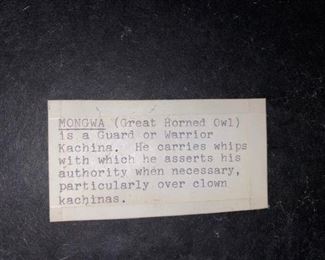 MONGWA (Great Horned Owl)
is a Guard or Warrior
Kachina.  He carries whips
with which he asserts his
authority when necessary,
particularly over clown
kachinas.